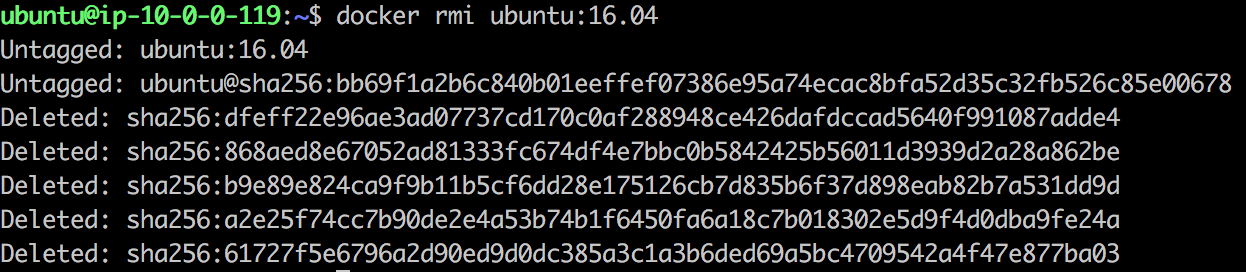 ubuntu@ip-10-0-0-119:~$ docker rmi ubuntu:16.04
Untagged: ubuntu:16.04
Untagged: ubuntu@sha256:bb69f1a2b6c840b01eeffef07386e95a74ecac8bfa52d35c32fb526c85e00678
Deleted: sha256:dfeff22e96ae3ad07737cd170c0af288948ce426dafdccad5640f991087adde4
Deleted: sha256:868aed8e67052ad81333fc674df4e7bbc0b5842425b56011d3939d2a28a862be
Deleted: sha256:b9e89e824ca9f9b11b5cf6dd28e175126cb7d835b6f37d898eab82b7a531dd9d
Deleted: sha256:a2e25f74cc7b90de2e4a53b74b1f6450fa6a18c7b018302e5d9f4d0dba9fe24a
Deleted: sha256:61727f5e6796a2d90ed9d0dc385a3c1a3b6ded69a5bc4709542a4f47e877ba03